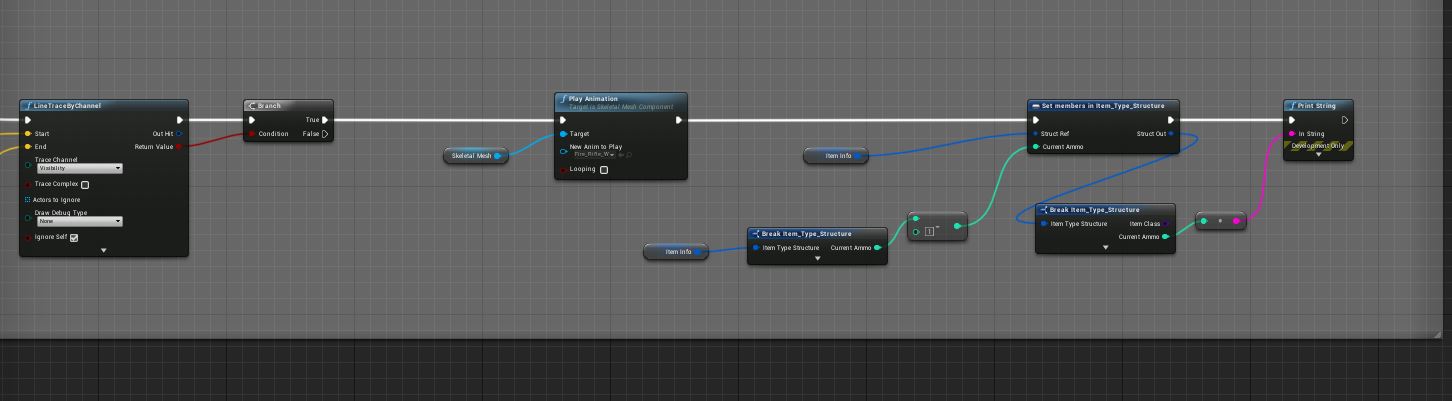 LineTraceByChannel
Start
Out Hit
End
Return Value
Trace Channel
Visibility
Trace Complex
Actors to Ignore
Draw Debug Type
None
Ignore Self
Branch
True
Condition
False
Skeletal Mesh
Play Animation
Target is Skeletal Mesh Component
Target
New Anim to Play
Fire_Rifle_W
Looping
Item Info
Set members in Item_Type_Structure
Struct Ref
Struct Out
Current Ammo
Print String
In String
Development Only
Item Info
Break Item_Type_Structure
Item Type Structure
Current Ammo
1
-
Break Item_Type_Structure
Item Type Structure
Item Class
Current Ammo